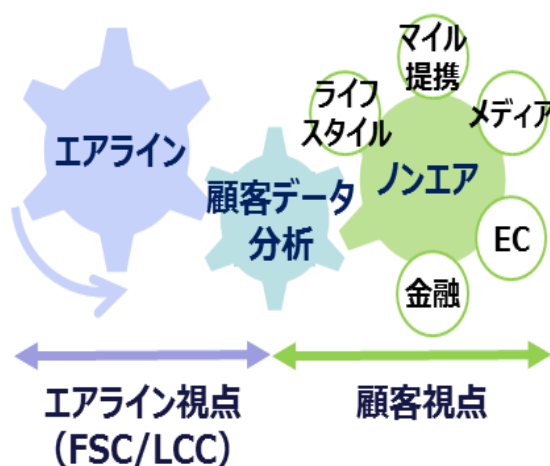 マイル
提携
ライフ
スタイル
メディア
エアライン
ノンエア
顧客データ
分析
EC
金融
エアライン視点
（FSC/LCC）
顧客視点